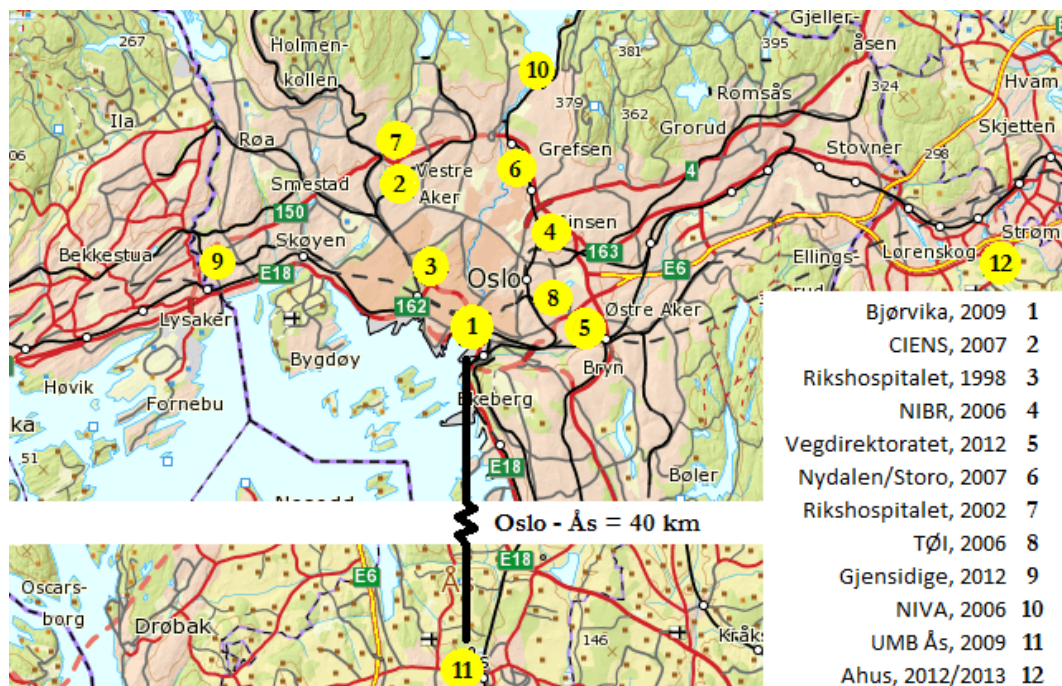 Gjeller-
åsen
Holmen-
kollen
267
10
381
395
Hvam
Romsås
324
379
362
Ila
Grorud
Skjetten
Røa
7
Grefsen
Stovner
298
06
Vestre
Aker
2
6
4
Smestad
150
4
insen
163
Bekkestua
Skøyen
3
Oslo
E6
Ellings-
Lørenskog
Strøm
12
9
E18
162
8
Østre Aker
Lysaker
1
5
Bygdøy
Bryn
Høvik
Fornebu
Ekeberg
ka
51
E18
Bøler
Oslo - Ås = 40 km
Bjørvika, 2009 1
CIENS, 2007 2
Rikshospitalet, 1998 3
NIBR, 2006 4
Vegdirektoratet, 2012 5
Nydalen/Storo, 2007 6
Rikshospitalet, 2002 7
TØI, 2006 8
Gjensidige, 2012 9
NIVA, 2006 10
UMB Ås, 2009 11
Ahus, 2012/2013 12
E18
E6
Oscars-
borg
Drøbak
146
Kråks
11